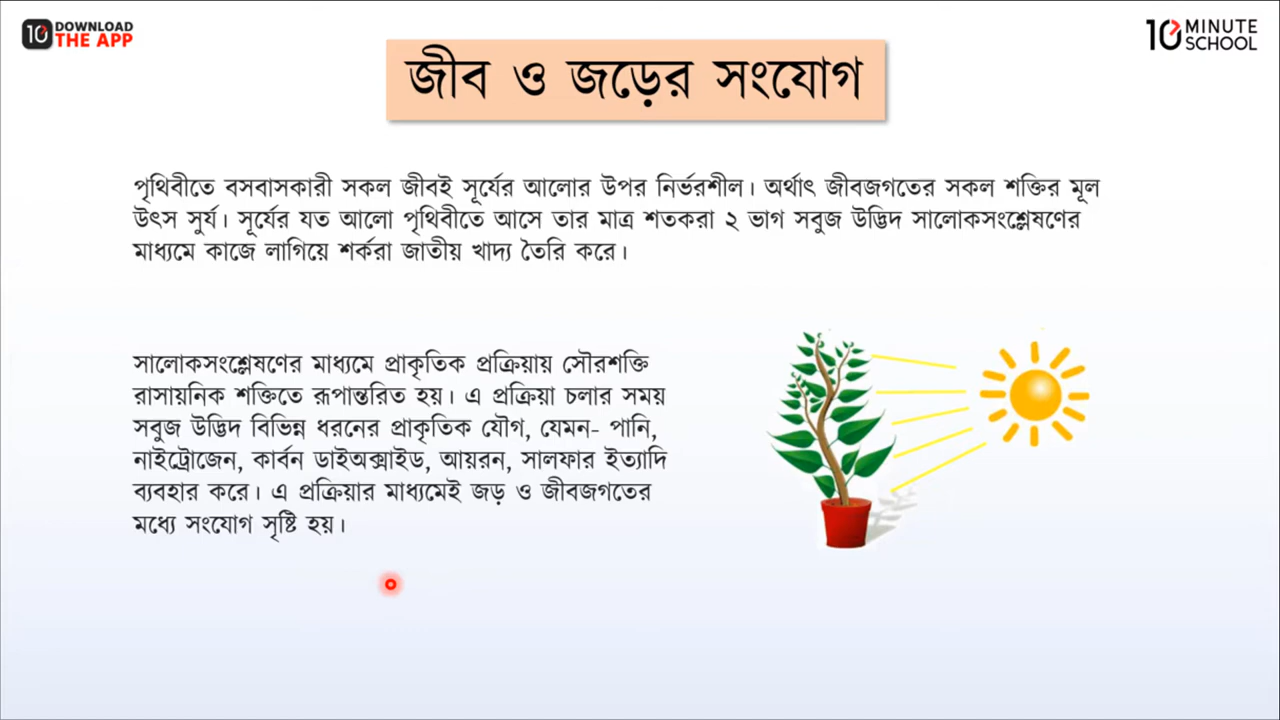 10 DOWNLOAD
THE APP
10 MINUTE
SCHOOL
জীব ও জড়ের সংযোগ
পৃথিবীতে বসবাসকারী সকল জীবই সূর্যের আলোর উপর নির্ভরশীল। অর্থাৎ জীবজগতের সকল শক্তির মূল
উৎস সুর্য। সূর্যের যত আলো পৃথিবীতে আসে তার মাত্র শতকরা ২ ভাগ সবুজ উদ্ভিদ সালোকসংশ্লেষণের
মাধ্যমে কাজে লাগিয়ে শর্করা জাতীয় খাদ্য তৈরি করে।
সালোকসংশ্লেষণের মাধ্যমে প্রাকৃতিক প্রক্রিয়ায় সৌরশক্তি
রাসায়নিক শক্তিতে রূপান্তরিত হয়। এ প্রক্রিয়া চলার সময়
সবুজ উদ্ভিদ বিভিন্ন ধরনের প্রাকৃতিক যৌগ, যেমন- পানি,
নাইট্রোজেন, কার্বন ডাইঅক্সাইড, আয়রন, সালফার ইত্যাদি
ব্যবহার করে। এ প্রক্রিয়ার মাধ্যমেই জড় ও জীবজগতের
মধ্যে সংযোগ সৃষ্টি হয়।